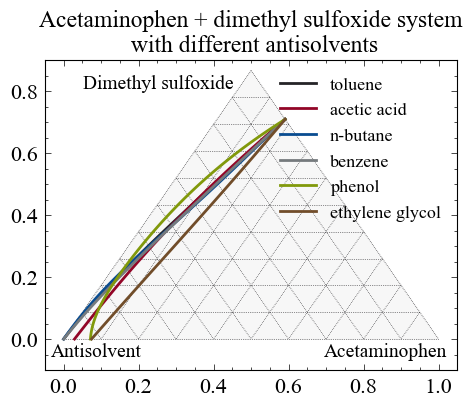 Acetaminophen + dimethyl sulfoxide system
with different antisolvents
Dimethyl sulfoxide
toluene
acetic acid
n-butane
benzene
phenol
ethylene glycol
0.8
0.6
0.4
0.2
0.0
Antisolvent
Acetaminophen
0.0 0.2 0.4 0.6 0.8 1.0